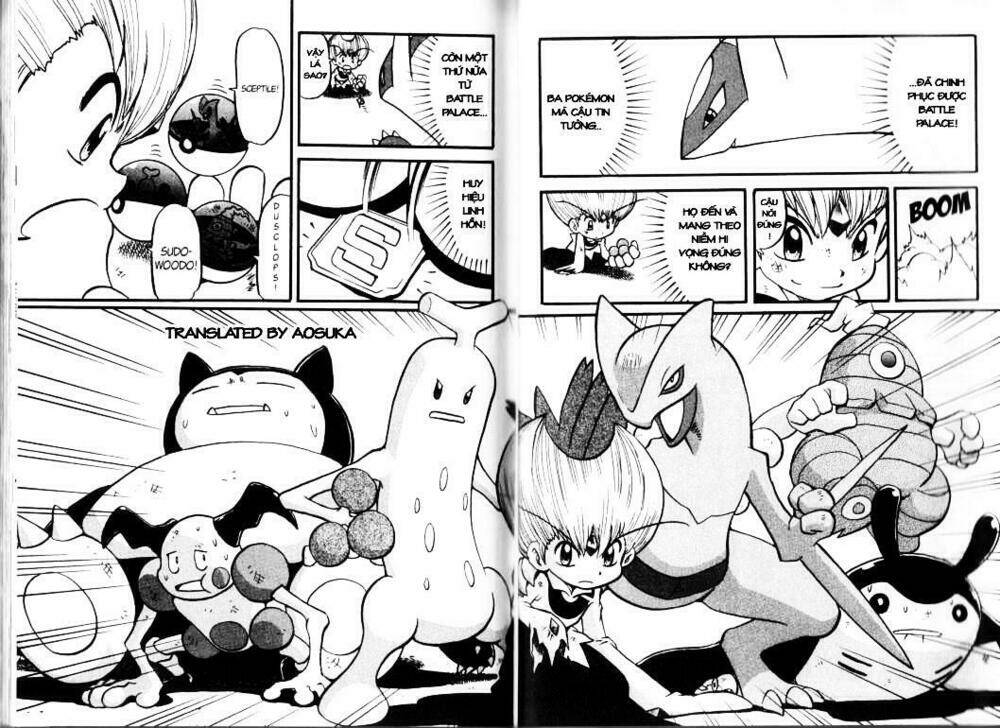 ...ĐÃ CHINH
PHỤC ĐƯỢC
BATTLE
PALACE!
BA POKÉMON
MÀ CẬU TIN
TƯỞNG..
BOOM
CẬU
NÓI
ĐÚNG
!
HỌ ĐẾN VÀ
MANG THEO
NIỀM HI
VỌNG ĐÚNG
KHÔNG?
CÒN MỘT
THỨ NỮA
TỪ
BATTLE
PALACE...
VẬY
LÀ
SAO?
HUY
HIỆU
LINH
HỒN!
S
SCEPTILE!
DUSCLOPS!
SUDO-
WOODO!
TRANSLATED BY AOSUKA